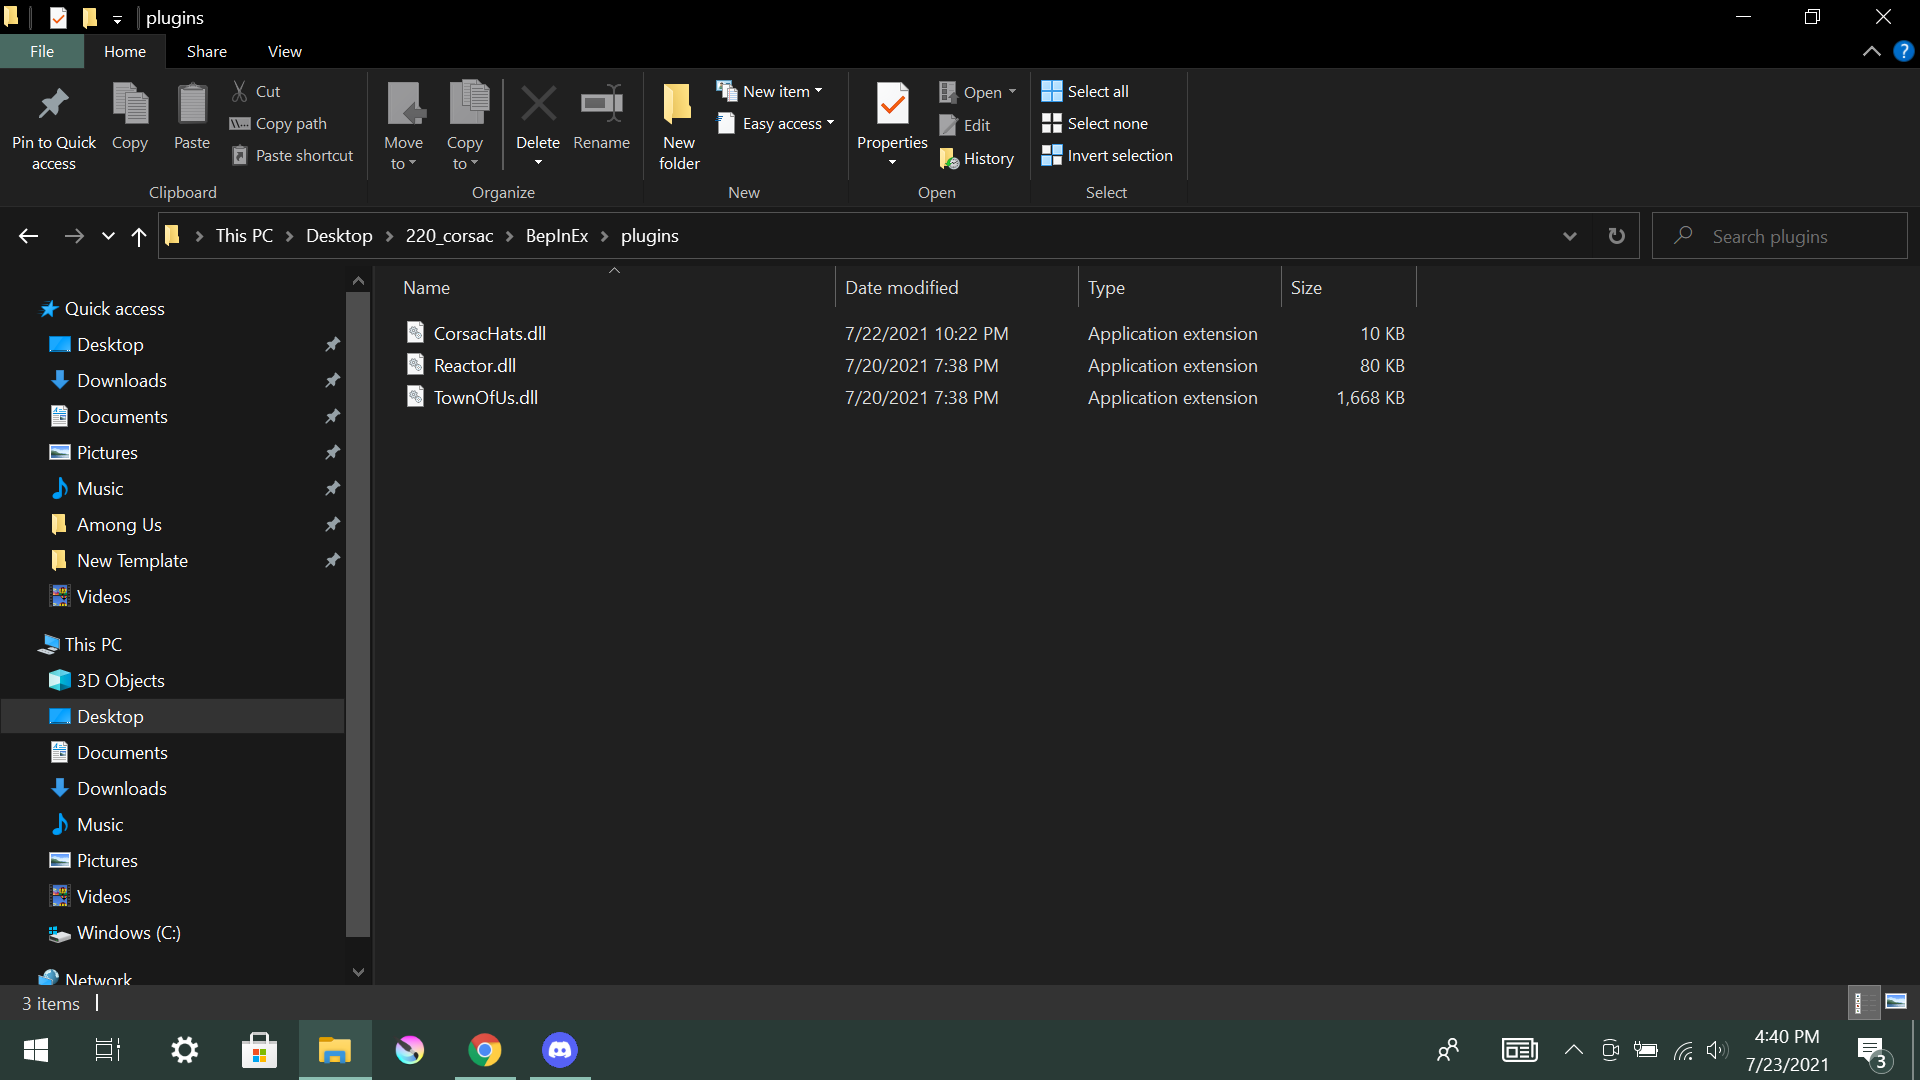 plugins
File Home Share View
Pin to Quick access
Copy
Paste
Cut
Copy path
Paste shortcut
Clipboard
Move to
Copy to
Delete
Rename
Organize
New folder
New item
Easy access
New
Properties
Open
Edit
History
Open
Select all
Select none
Invert selection
Select
This PC > Desktop > 220_corsac > BepInEx > plugins
Search plugins
Quick access
Desktop
Downloads
Documents
Pictures
Music
Among Us
New Template
Videos
This PC
3D Objects
Desktop
Documents
Downloads
Music
Pictures
Videos
Windows (C:)
Network
Name Date modified Type Size
CorsacHats.dll 7/22/2021 10:22 PM Application extension 10 KB
Reactor.dll 7/20/2021 7:38 PM Application extension 80 KB
TownOfUs.dll 7/20/2021 7:38 PM Application extension 1,668 KB
3 items
4:40 PM
7/23/2021
3